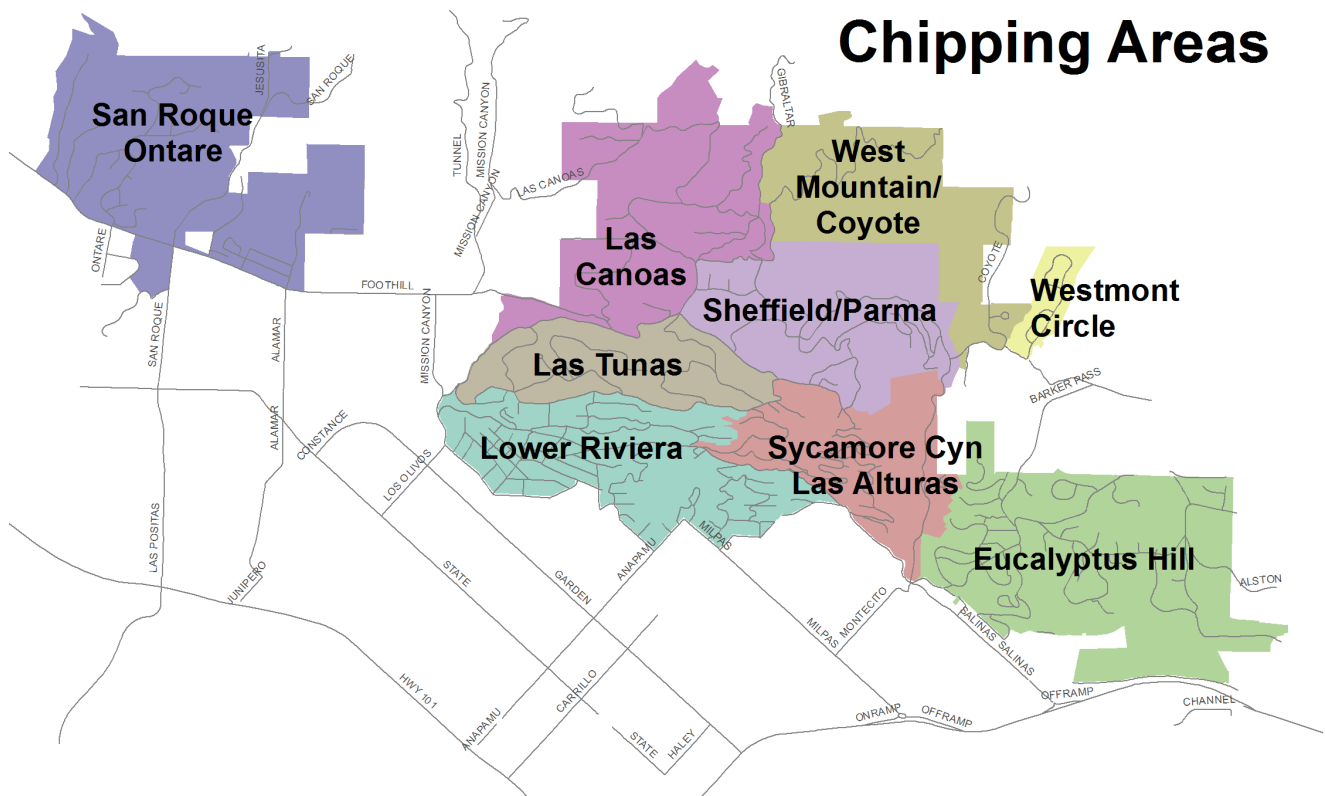 Chipping Areas
San Roque
Ontare
JESUSITA
SAN ROQUE
TUNNEL
MISSION CANYON
MISSION CANYON
LAS CANOAS
GIBRALTAR
West
Mountain/
Coyote
Las
Canoas
ONTARE
FOOTHILL
COYOTE
Westmont
Circle
Sheffield/Parma
SAN ROQUE
ALAMAR
MISSION CANYON
Las Tunas
BARKER PASS
ALAMAR
CONSTANCE
LOS OLIVOS
Lower Riviera
Sycamore Cyn
Las Alturas
LAS POSITAS
JUNIPERO
STATE
GARDEN
ANAPAMU
MILPAS
Eucalyptus Hill
ALSTON
MILPAS
MONTECITO
SALINAS
SALINAS
HWY 101
ANAPAMU
CARRILLO
STATE
HALEY
ONRAMP
OFFRAMP
OFFRAMP
CHANNEL